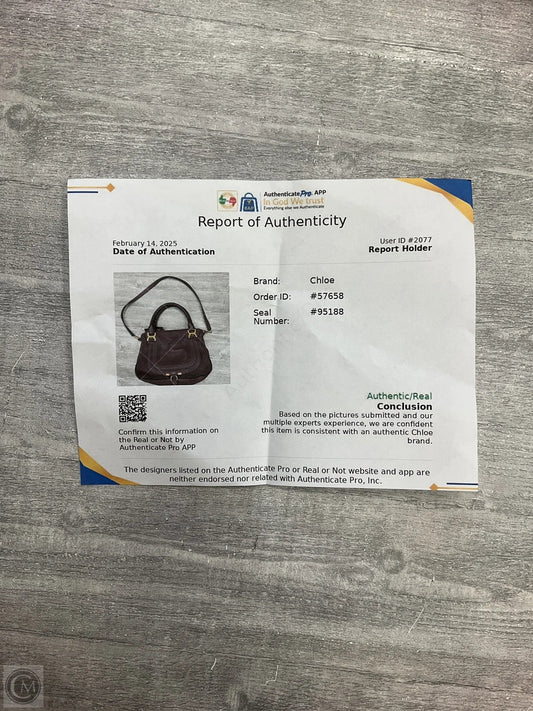 Authenticate Pro. APP
In God We trust
Everything else we Authenticate
Report of Authenticity
February 14, 2025
Date of Authentication
User ID #2077
Report Holder
Brand: Chloe
Order ID: #57658
Seal Number: #95188
Confirm this information on
the Real or Not by
Authenticate Pro APP
Authentic/Real
Conclusion
Based on the pictures submitted and our
multiple experts experience, we are confident
this item is consistent with an authentic Chloe
brand.
The designers listed on the Authenticate Pro or Real or Not website and app are
neither endorsed nor related with Authenticate Pro, Inc.